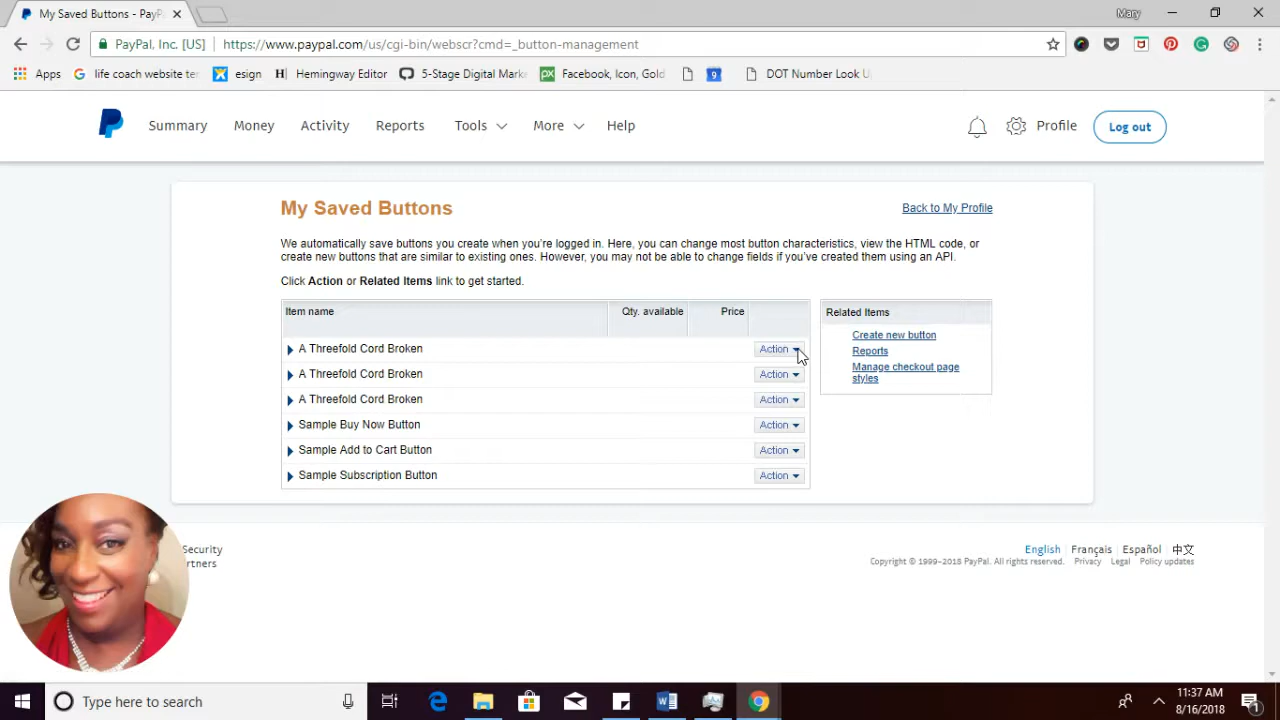 My Saved Buttons - PayP
Mary
PayPal, Inc. [US]
https://www.paypal.com/us/cgi-bin/webscr?cmd=_button-management
Apps
life coach website ter
esign
Hemingway Editor
5-Stage Digital Mark
Facebook, Icon, Gold
9
DOT Number Look U
Summary
Money
Activity
Reports
Tools
More
Help
Profile
Log out
My Saved Buttons
Back to My Profile
We automatically save buttons you create when you're logged in. Here, you can change most button characteristics, view the HTML code, or
create new buttons that are similar to existing ones. However, you may not be able to change fields if you've created them using an API.
Click Action or Related Items link to get started.
Item name Qty. available Price
A Threefold Cord Broken Action
A Threefold Cord Broken Action
A Threefold Cord Broken Action
Sample Buy Now Button Action
Sample Add to Cart Button Action
Sample Subscription Button Action
Related Items
Create new button
Reports
Manage checkout page
styles
Security
rtners
English Français Español 中文
Copyright © 1999-2018 PayPal. All rights reserved. Privacy Legal Policy updates
Type here to search
11:37 AM
8/16/2018
1